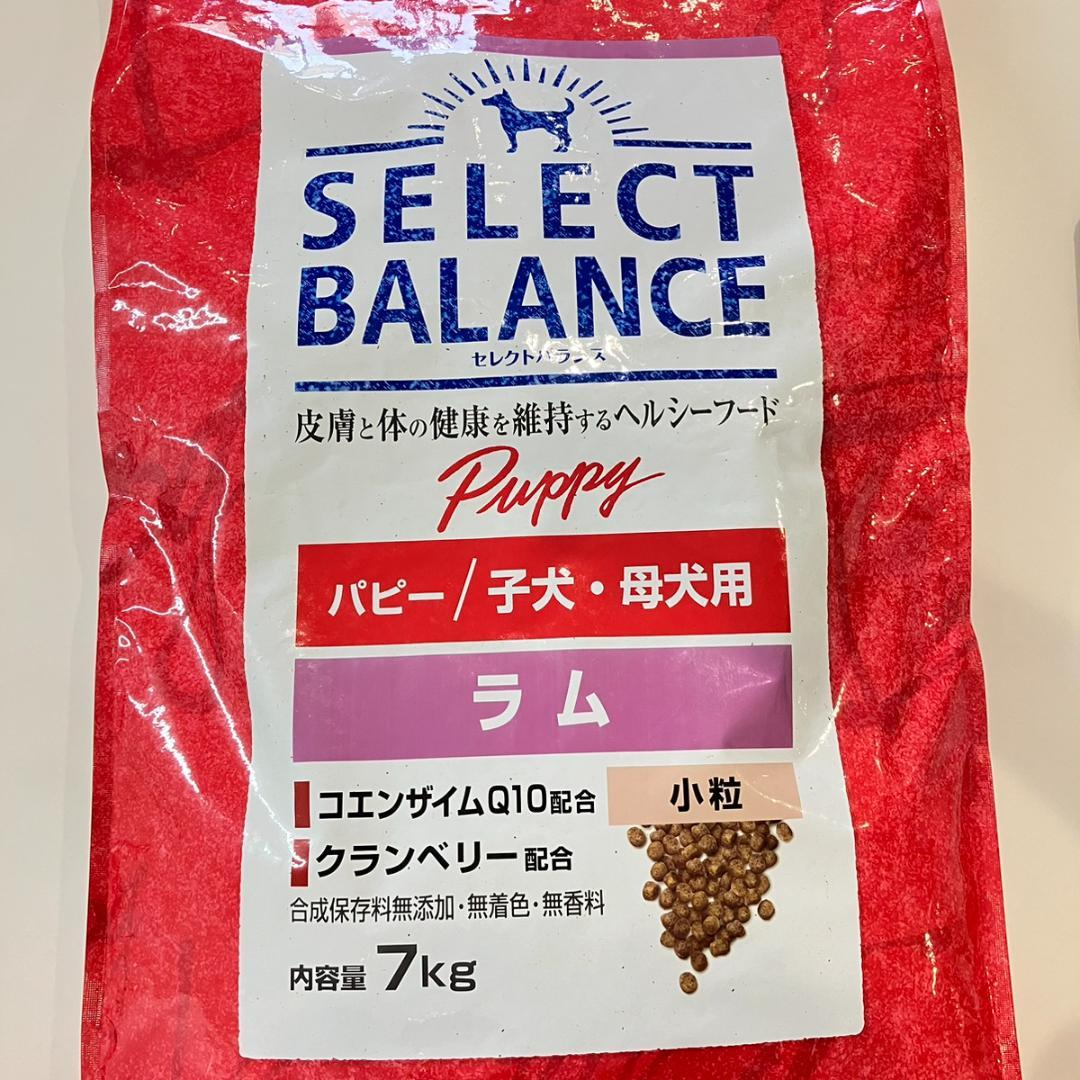 SELECT
BALANCE
セレクトバランス
皮膚と体の健康を維持するヘルシーフード
Puppy
パピー/子犬・母犬用
ラム
コエンザイムQ10配合
小粒
クランベリー配合
合成保存料無添加・無着色・無香料
内容量 7kg